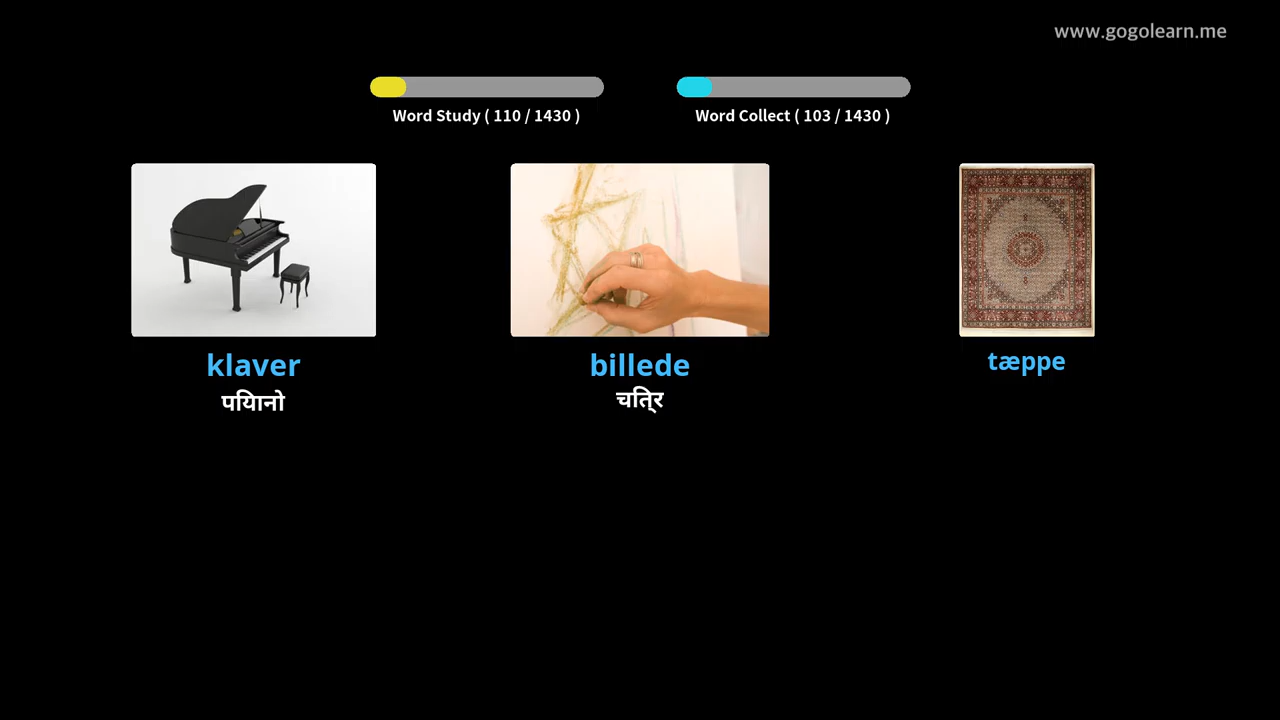 www.gogolearn.me
Word Study ( 110 / 1430 )
Word Collect ( 103 / 1430 )
klaver
billede
tæppe
पियानो
चित्र